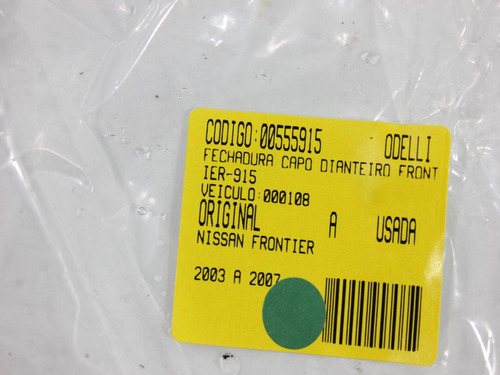 CODIGO:00555915 ODELLI
FECHADURA CAPO DIANTEIRO FRONT
IER-915
VEICULO:000108
ORIGINAL A USADA
NISSAN FRONTIER
2003 A 2007